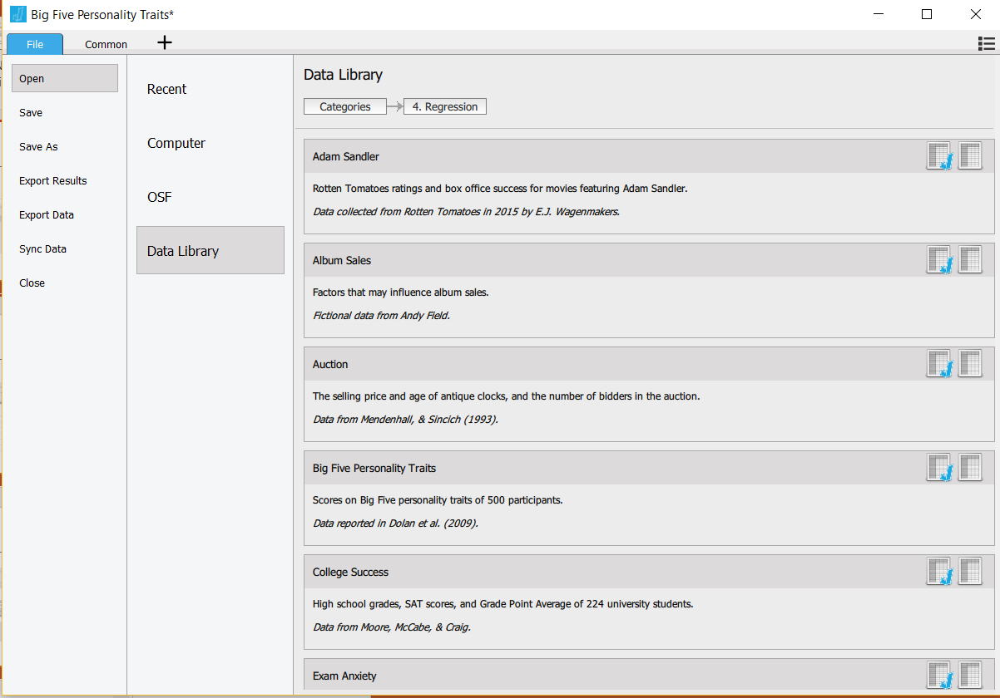 Big Five Personality Traits*
File
Common
Open
Save
Save As
Export Results
Export Data
Sync Data
Close
Recent
Computer
OSF
Data Library
Data Library
Categories
4. Regression
Adam Sandler
Rotten Tomatoes ratings and box office success for movies featuring Adam Sandler.
Data collected from Rotten Tomatoes in 2015 by E.J. Wagenmakers.
Album Sales
Factors that may influence album sales.
Fictional data from Andy Field.
Auction
The selling price and age of antique clocks, and the number of bidders in the auction.
Data from Mendenhall, & Sincich (1993).
Big Five Personality Traits
Scores on Big Five personality traits of 500 participants.
Data reported in Dolan et al. (2009).
College Success
High school grades, SAT scores, and Grade Point Average of 224 university students.
Data from Moore, McCabe, & Craig.
Exam Anxiety